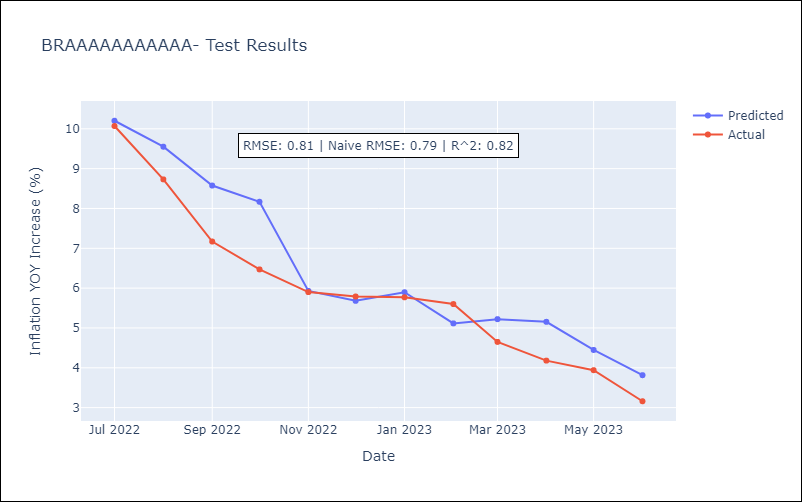 BRAAAAAAAAAAA- Test Results
RMSE: 0.81 | Naive RMSE: 0.79 | R^2: 0.82
Predicted
Actual
Inflation YOY Increase (%)
10
9
8
7
6
5
4
3
Jul 2022
Sep 2022
Nov 2022
Jan 2023
Mar 2023
May 2023
Date